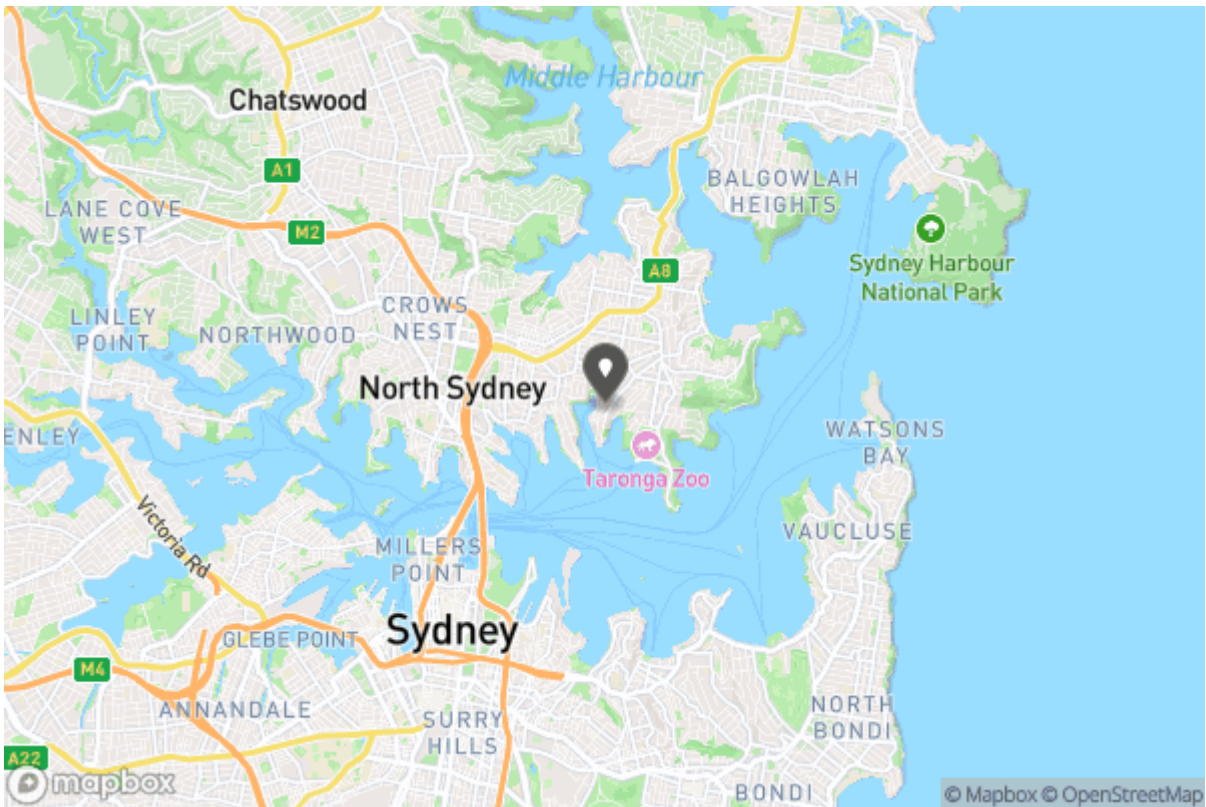 Middle Harbour
Chatswood
A1
BALGOWLAH
HEIGHTS
LANE COVE
WEST
M2
Sydney Harbour
National Park
A8
CROWS
NEST
LINLEY
POINT
NORTHWOOD
North Sydney
ENLEY
WATSONS
BAY
Taronga Zoo
Victoria Rd
VAUCLUSE
MILLERS
POINT
Sydney
GLEBE POINT
M4
ANNANDALE
SURRY
HILLS
NORTH
BONDI
A22
mapbox
BONDI
© Mapbox © OpenStreetMap